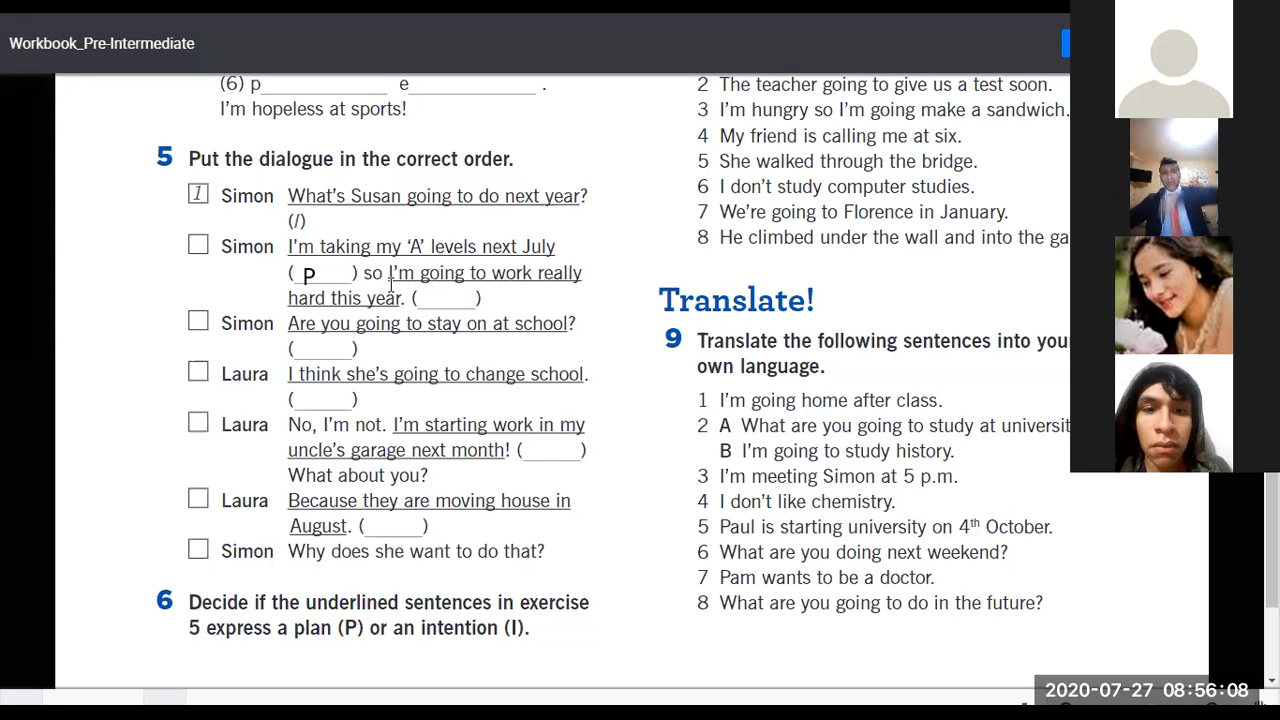 Workbook_Pre-Intermediate
(6) p____________ e____________ .
I'm hopeless at sports!
5 Put the dialogue in the correct order.
1 Simon What's Susan going to do next year?
(I)
Simon I'm taking my 'A' levels next July
( P ) so I'm going to work really
hard this year. (_____)
Simon Are you going to stay on at school?
(_____)
Laura I think she's going to change school.
(_____)
Laura No, I'm not. I'm starting work in my
uncle's garage next month! (_____)
What about you?
Laura Because they are moving house in
August. (_____)
Simon Why does she want to do that?
6 Decide if the underlined sentences in exercise
5 express a plan (P) or an intention (I).
2 The teacher going to give us a test soon.
3 I'm hungry so I'm going make a sandwich.
4 My friend is calling me at six.
5 She walked through the bridge.
6 I don't study computer studies.
7 We're going to Florence in January.
8 He climbed under the wall and into the ga
Translate!
9 Translate the following sentences into you
own language.
1 I'm going home after class.
2 A What are you going to study at universit
B I'm going to study history.
3 I'm meeting Simon at 5 p.m.
4 I don't like chemistry.
5 Paul is starting university on 4th October.
6 What are you doing next weekend?
7 Pam wants to be a doctor.
8 What are you going to do in the future?
2020-07-27 08:56:08